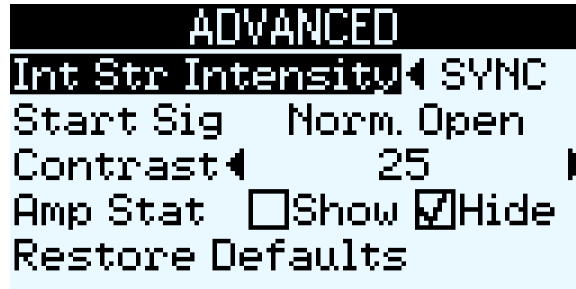 ADVANCED
Int Str Intensity SYNC
Start Sig Norm. Open
Contrast 25
Amp Stat Show Hide
Restore Defaults